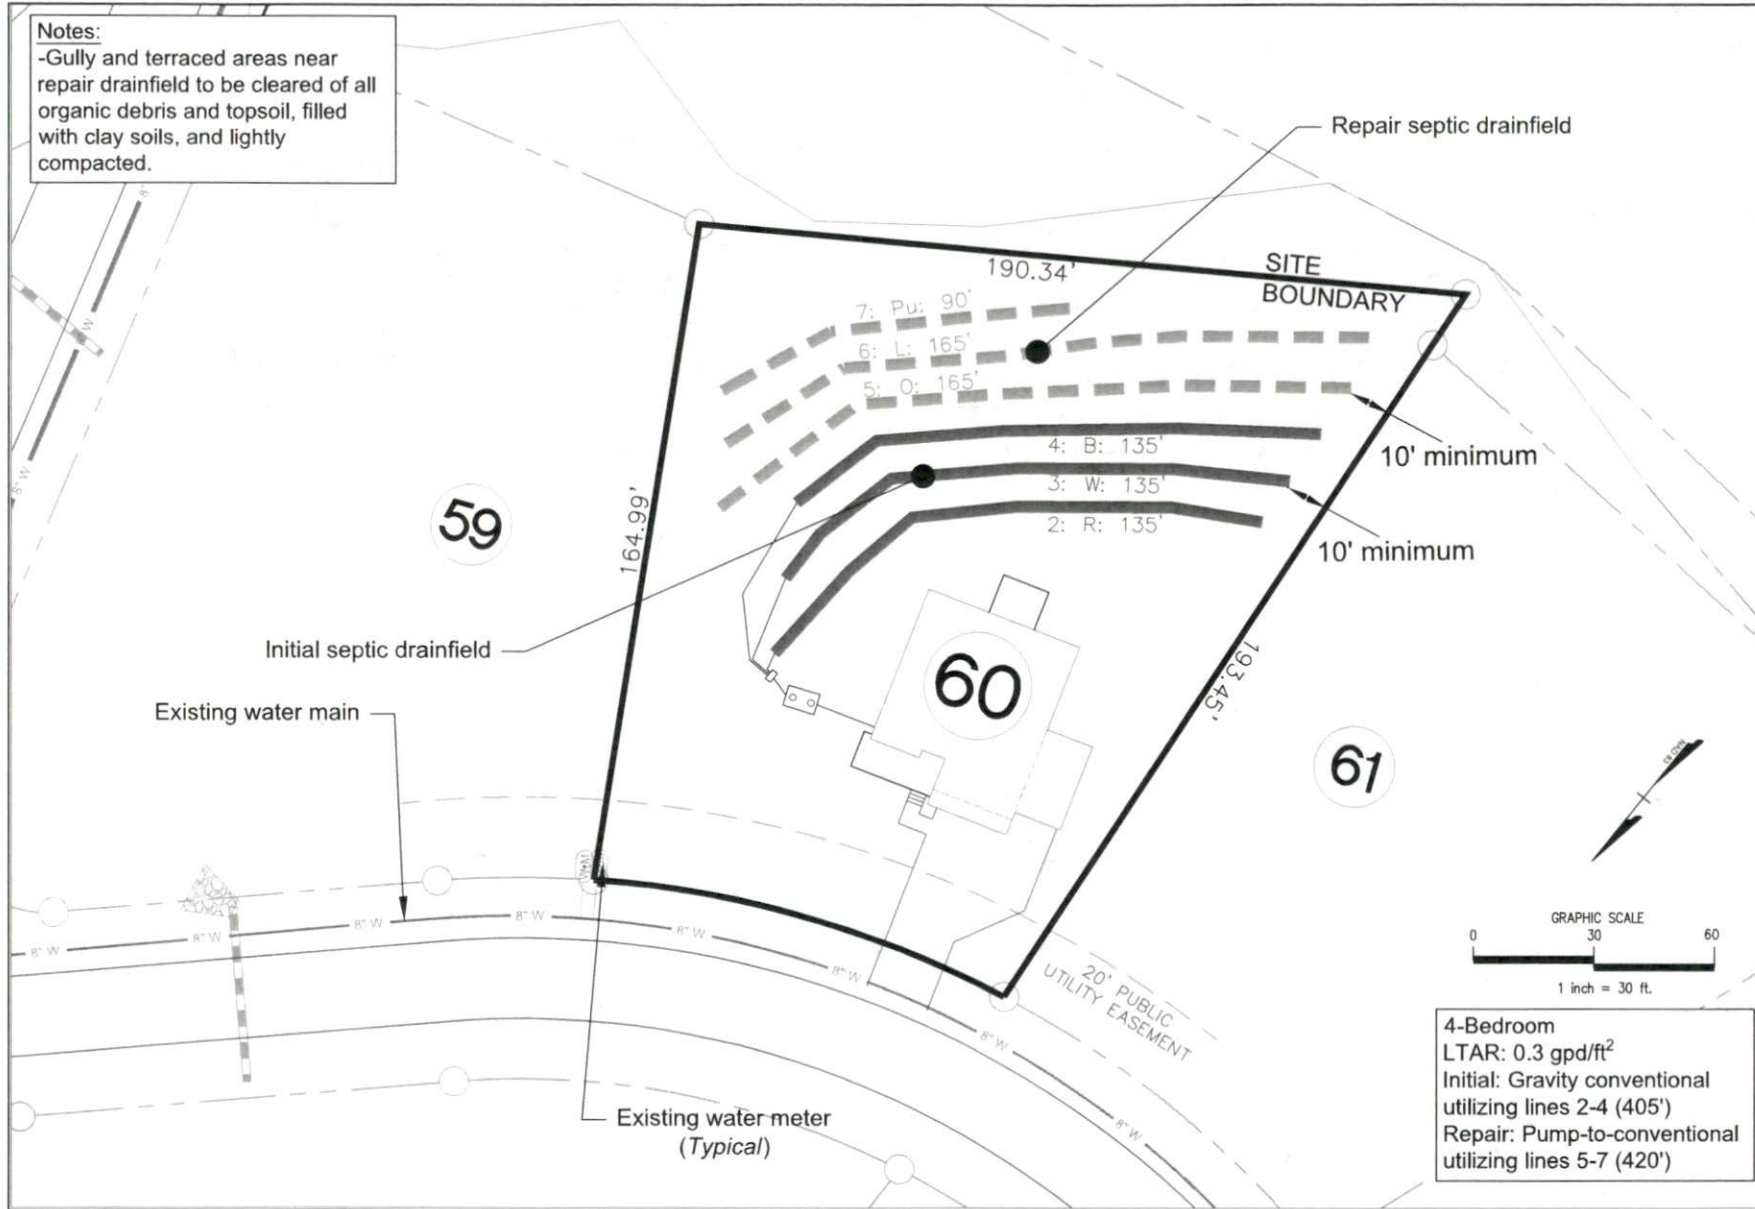 Notes:
-Gully and terraced areas near
repair drainfield to be cleared of all
organic debris and topsoil, filled
with clay soils, and lightly
compacted.
Repair septic drainfield
190.34'
SITE
BOUNDARY
7: Pu: 90'
6: L: 165'
5: O: 165'
4: B: 135'
3: W: 135'
2: R: 135'
10' minimum
10' minimum
164.99'
193.45'
59
60
61
Initial septic drainfield
Existing water main
8" W
8" W
8" W
8" W
8" W
8" W
8" W
8" W
8" W
20' PUBLIC
UTILITY EASEMENT
Existing water meter
(Typical)
NAD 83
GRAPHIC SCALE
0 30 60
1 inch = 30 ft.
4-Bedroom
LTAR: 0.3 gpd/ft²
Initial: Gravity conventional
utilizing lines 2-4 (405')
Repair: Pump-to-conventional
utilizing lines 5-7 (420')